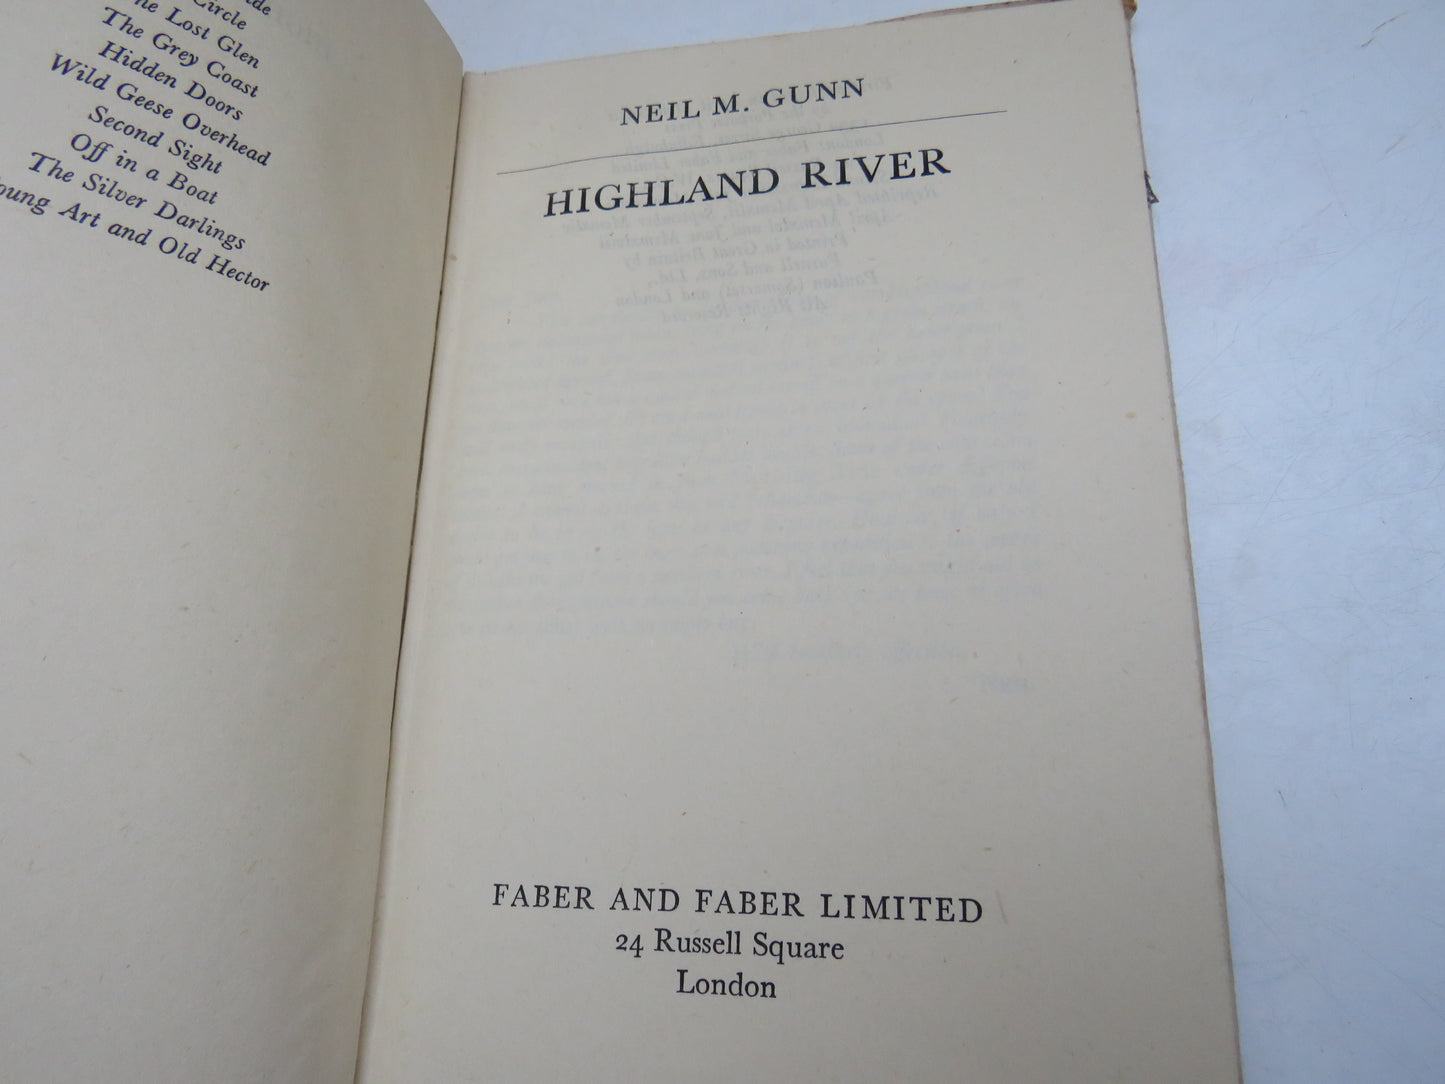 Circle
The Lost Glen
The Grey Coast
Hidden Doors
Wild Geese Overhead
Second Sight
Off in a Boat
The Silver Darlings
Young Art and Old Hector
NEIL M. GUNN
HIGHLAND RIVER
FABER AND FABER LIMITED
24 Russell Square
London